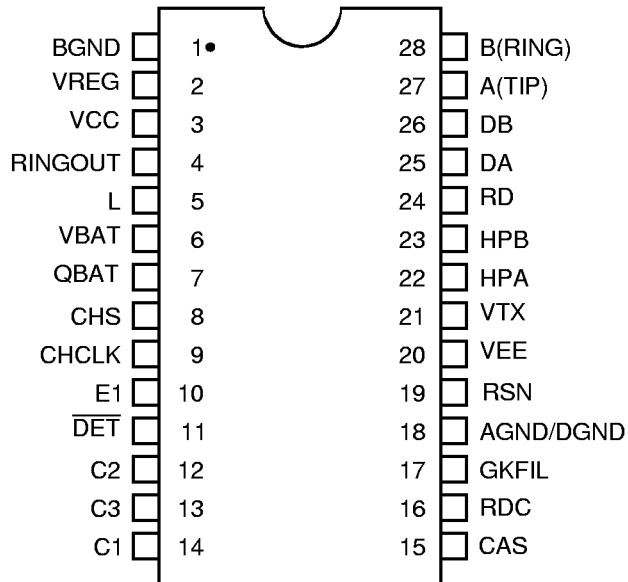 BGND 1 28 B(RING)
VREG 2 27 A(TIP)
VCC 3 26 DB
RINGOUT 4 25 DA
L 5 24 RD
VBAT 6 23 HPB
QBAT 7 22 HPA
CHS 8 21 VTX
CHCLK 9 20 VEE
E1 10 19 RSN
D̅E̅T̅ 11 18 AGND/DGND
C2 12 17 GKFIL
C3 13 16 RDC
C1 14 15 CAS